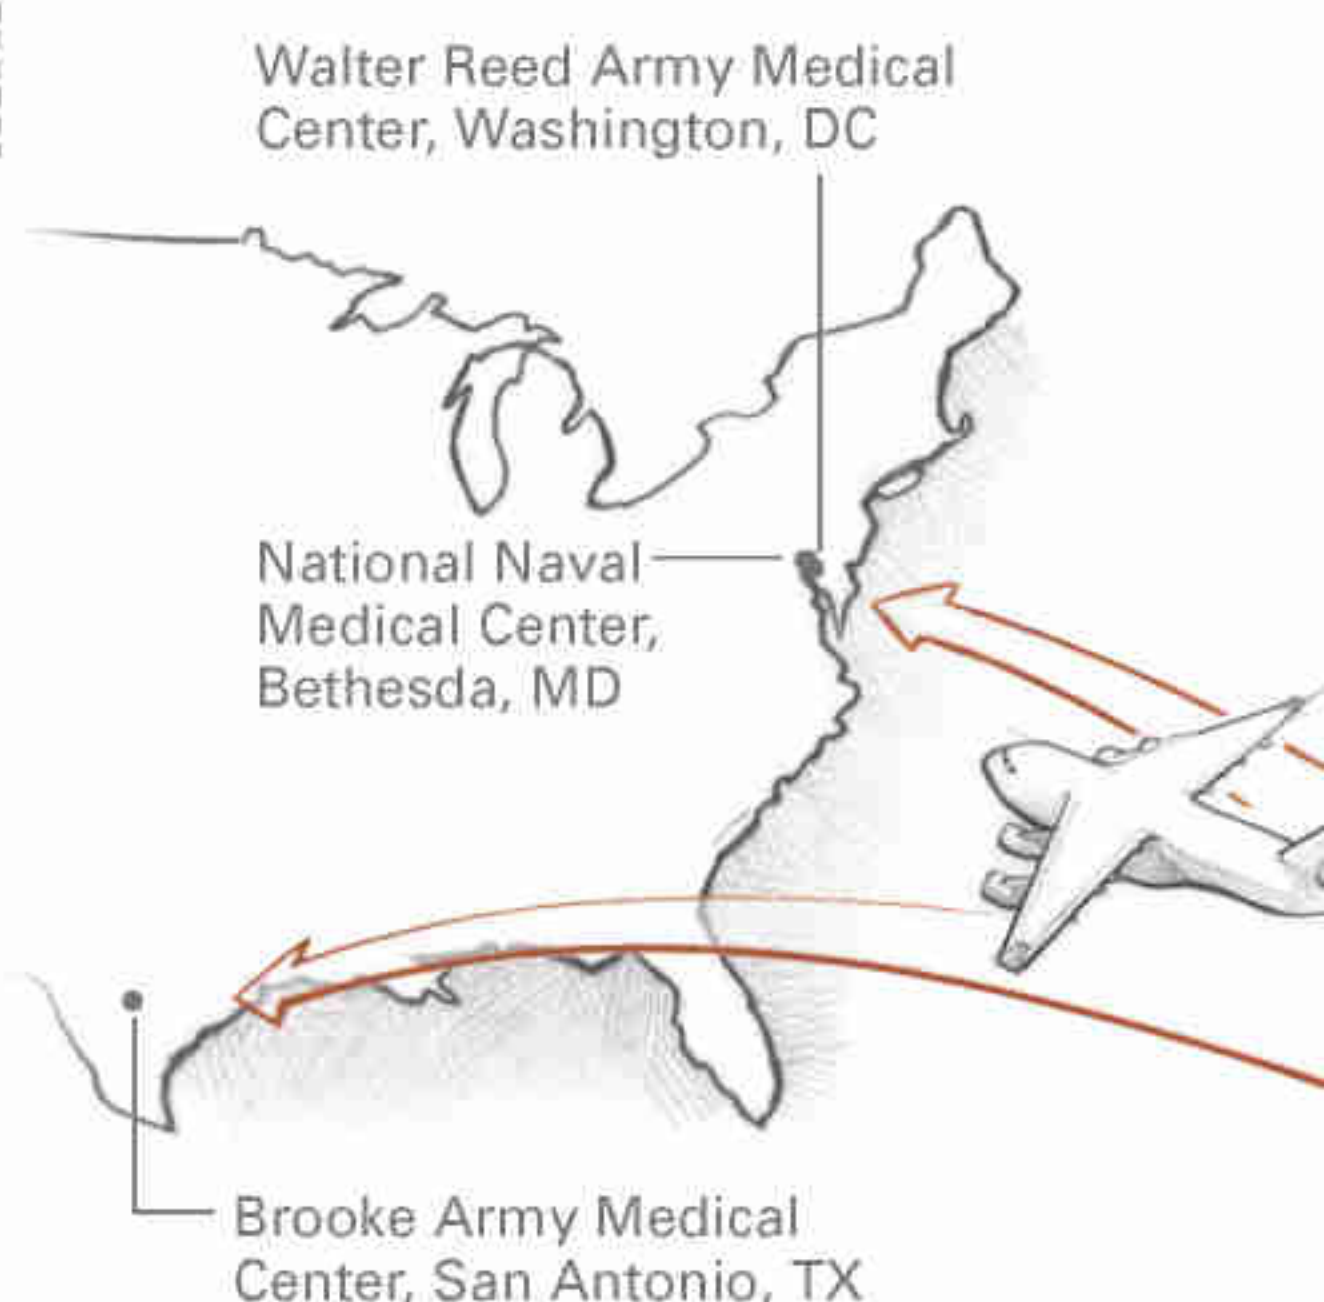 Walter Reed Army Medical
Center, Washington, DC
National Naval
Medical Center,
Bethesda, MD
Brooke Army Medical
Center, San Antonio, TX